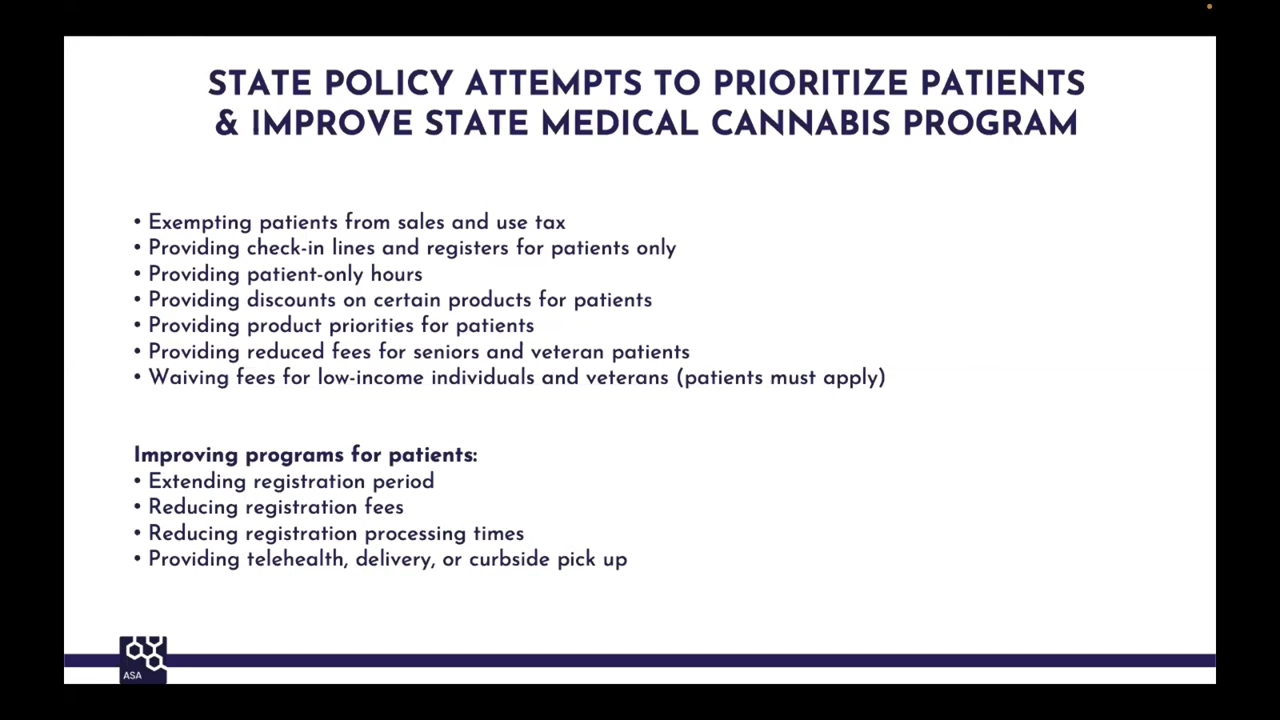 STATE POLICY ATTEMPTS TO PRIORITIZE PATIENTS
& IMPROVE STATE MEDICAL CANNABIS PROGRAM
• Exempting patients from sales and use tax
• Providing check-in lines and registers for patients only
• Providing patient-only hours
• Providing discounts on certain products for patients
• Providing product priorities for patients
• Providing reduced fees for seniors and veteran patients
• Waiving fees for low-income individuals and veterans (patients must apply)
Improving programs for patients:
• Extending registration period
• Reducing registration fees
• Reducing registration processing times
• Providing telehealth, delivery, or curbside pick up
ASA